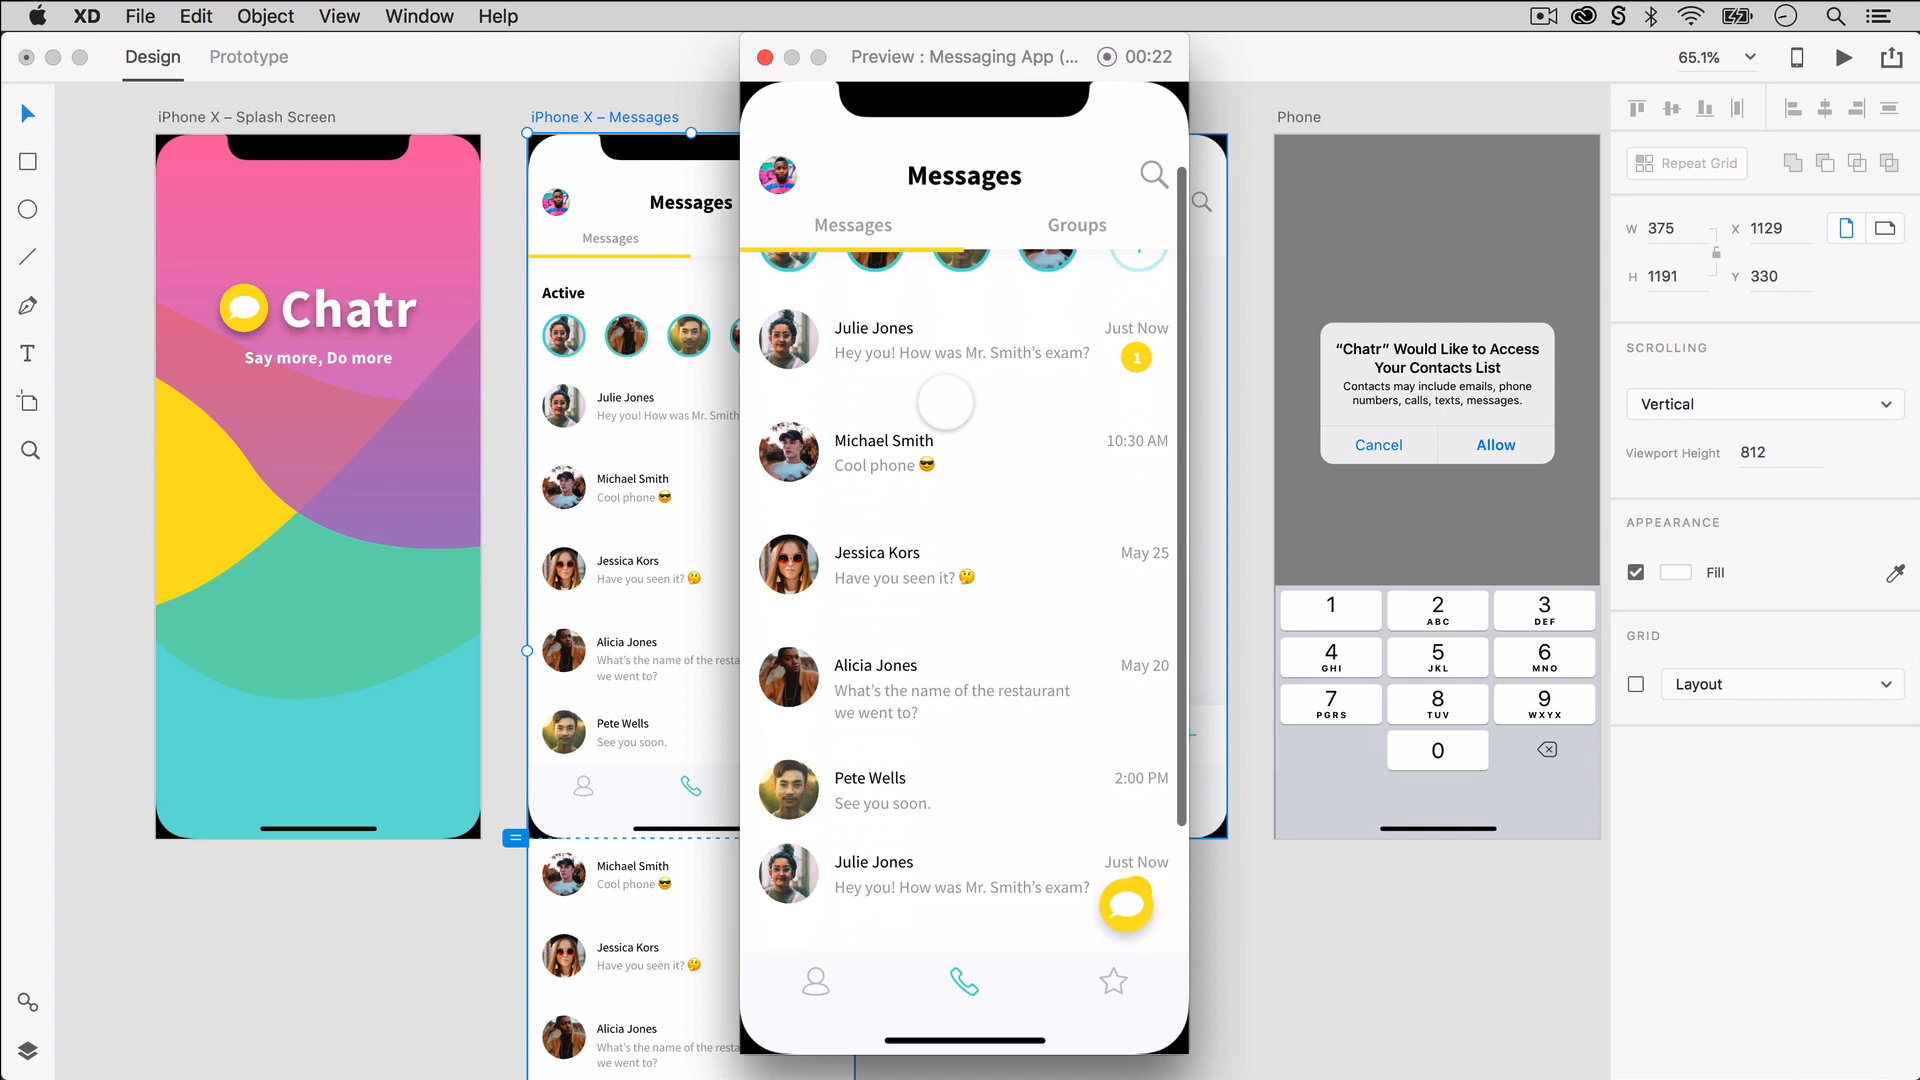 XD File Edit Object View Window Help
Design Prototype
Preview : Messaging App (... 00:22
65.1%
iPhone X – Splash Screen
Chatr
Say more, Do more
iPhone X – Messages
Messages
Messages
Active
Julie Jones
Hey you! How was Mr. Smith
Michael Smith
Cool phone 😎
Jessica Kors
Have you seen it? 🤔
Alicia Jones
What's the name of the resta
we went to?
Pete Wells
See you soon.
Michael Smith
Cool phone 😎
Jessica Kors
Have you seen it? 🤔
Alicia Jones
What's the name of the resta
we went to?
Messages
Messages Groups
Julie Jones Just Now
Hey you! How was Mr. Smith's exam? 1
Michael Smith 10:30 AM
Cool phone 😎
Jessica Kors May 25
Have you seen it? 🤔
Alicia Jones May 20
What's the name of the restaurant
we went to?
Pete Wells 2:00 PM
See you soon.
Julie Jones Just Now
Hey you! How was Mr. Smith's exam?
Phone
“Chatr” Would Like to Access
Your Contacts List
Contacts may include emails, phone
numbers, calls, texts, messages.
Cancel Allow
1 2 3
ABC DEF
4 5 6
GHI JKL MNO
7 8 9
PGRS TUV WXYX
0
Repeat Grid
W 375 X 1129
H 1191 Y 330
SCROLLING
Vertical
Viewport Height 812
APPEARANCE
Fill
GRID
Layout